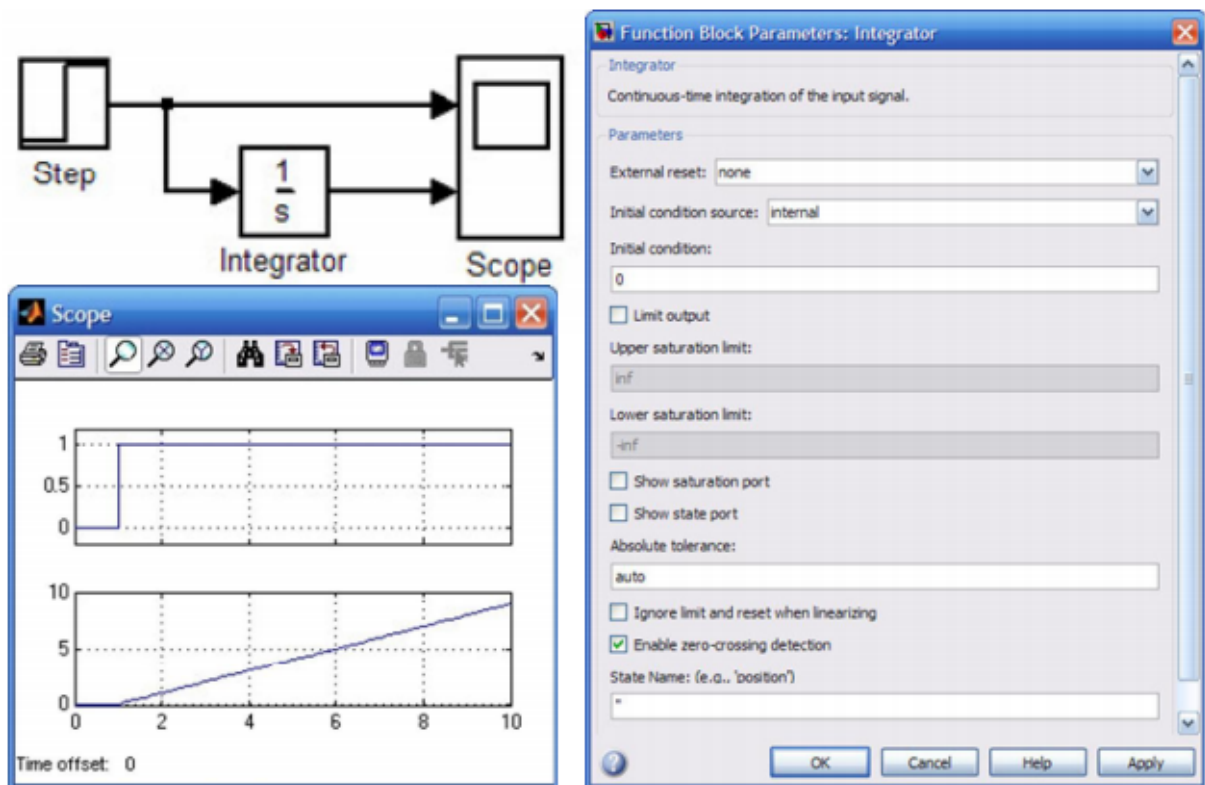 Step
1
s
Integrator
Scope
Scope
1
0.5
0
10
5
0
0 2 4 6 8 10
Time offset: 0
Function Block Parameters: Integrator
Integrator
Continuous-time integration of the input signal.
Parameters
External reset: none
Initial condition source: internal
Initial condition:
0
Limit output
Upper saturation limit:
inf
Lower saturation limit:
-inf
Show saturation port
Show state port
Absolute tolerance:
auto
Ignore limit and reset when linearizing
Enable zero-crossing detection
State Name: (e.g., 'position')
''
OK Cancel Help Apply